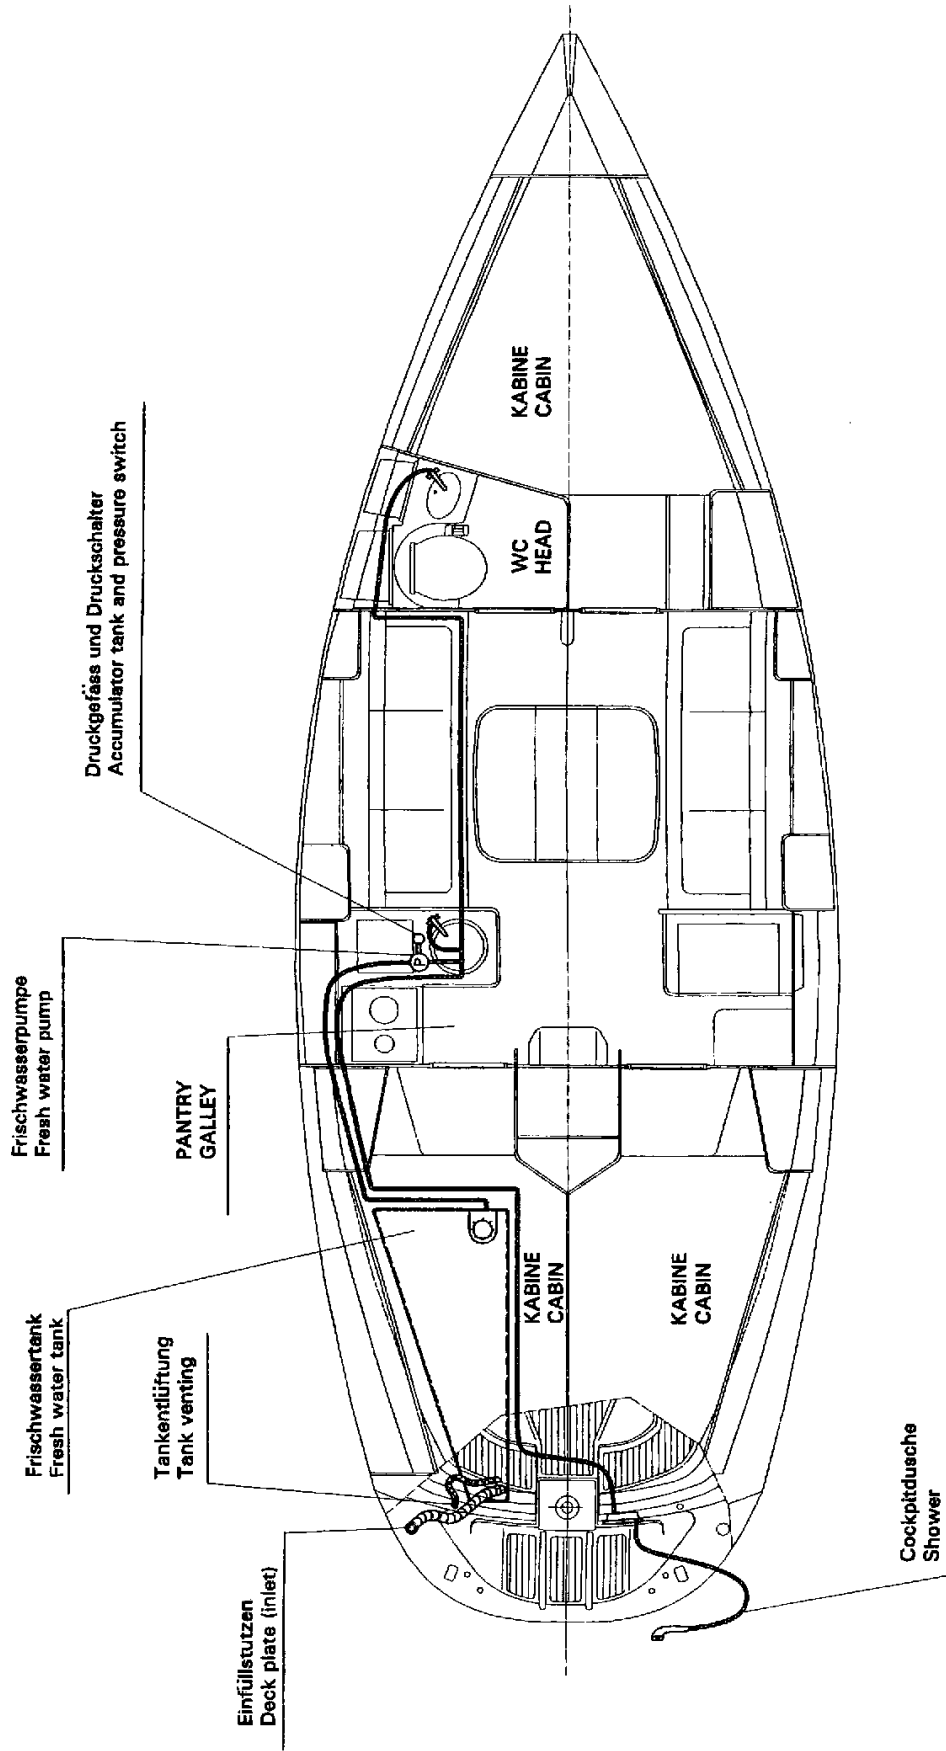 Druckgefäss und Druckschalter
Accumulator tank and pressure switch
Frischwasserpumpe
Fresh water pump
PANTRY
GALLEY
Frischwassertank
Fresh water tank
Tankentlüftung
Tank venting
Einfüllstutzen
Deck plate (inlet)
KABINE
CABIN
WC
HEAD
P
KABINE
CABIN
KABINE
CABIN
Cockpitdusche
Shower